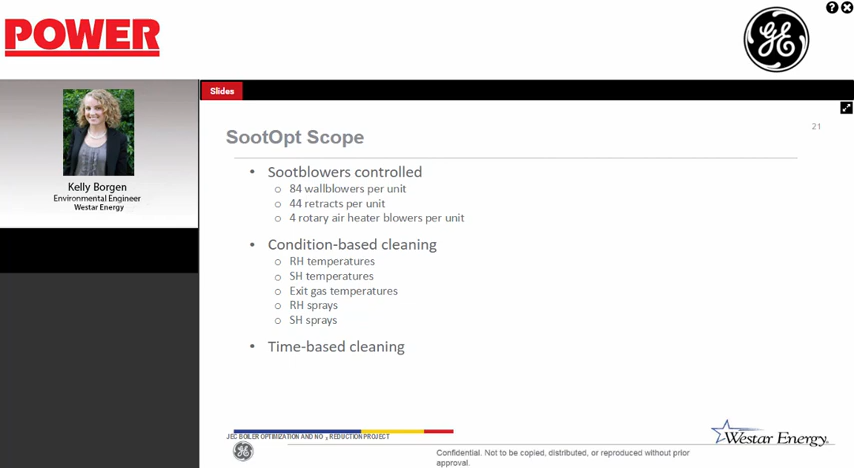 POWER
GE
Slides
Kelly Borgen
Environmental Engineer
Westar Energy
21
SootOpt Scope
• Sootblowers controlled
o 84 wallblowers per unit
o 44 retracts per unit
o 4 rotary air heater blowers per unit
• Condition-based cleaning
o RH temperatures
o SH temperatures
o Exit gas temperatures
o RH sprays
o SH sprays
• Time-based cleaning
JEC BOILER OPTIMIZATION AND NOx REDUCTION PROJECT
GE
Westar Energy
Confidential. Not to be copied, distributed, or reproduced without prior
approval.